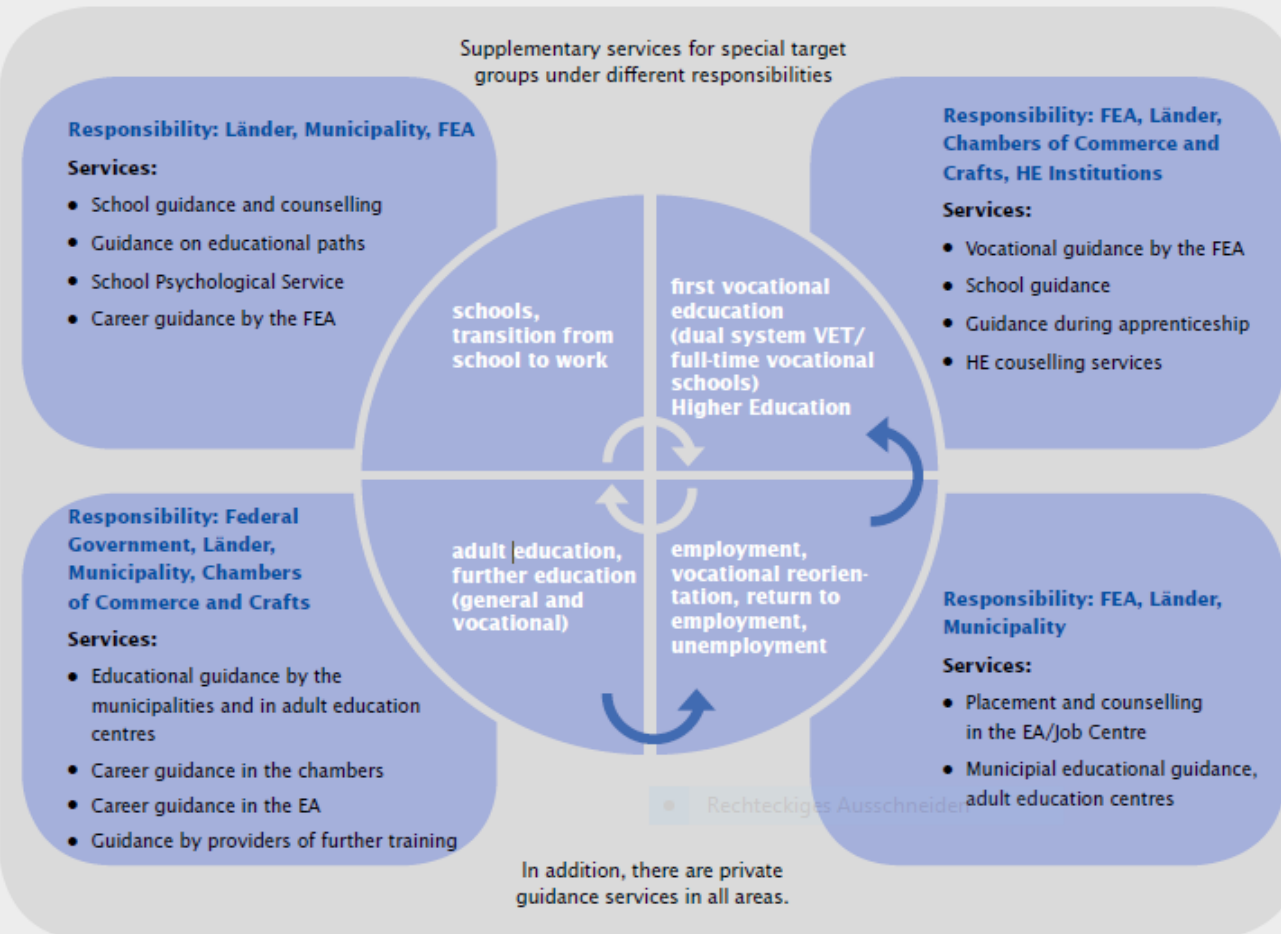 Supplementary services for special target
groups under different responsibilities
Responsibility: Länder, Municipality, FEA
Services:
• School guidance and counselling
• Guidance on educational paths
• School Psychological Service
• Career guidance by the FEA
Responsibility: FEA, Länder,
Chambers of Commerce and
Crafts, HE Institutions
Services:
• Vocational guidance by the FEA
• School guidance
• Guidance during apprenticeship
• HE couselling services
schools,
transition from
school to work
first vocational
edcucation
(dual system VET/
full-time vocational
schools)
Higher Education
adult education,
further education
(general and
vocational)
employment,
vocational reorien-
tation, return to
employment,
unemployment
Responsibility: Federal
Government, Länder,
Municipality, Chambers
of Commerce and Crafts
Services:
• Educational guidance by the
municipalities and in adult education
centres
• Career guidance in the chambers
• Career guidance in the EA
• Guidance by providers of further training
Responsibility: FEA, Länder,
Municipality
Services:
• Placement and counselling
in the EA/Job Centre
• Municipial educational guidance,
adult education centres
• Rechteckiges Ausschneiden
In addition, there are private
guidance services in all areas.